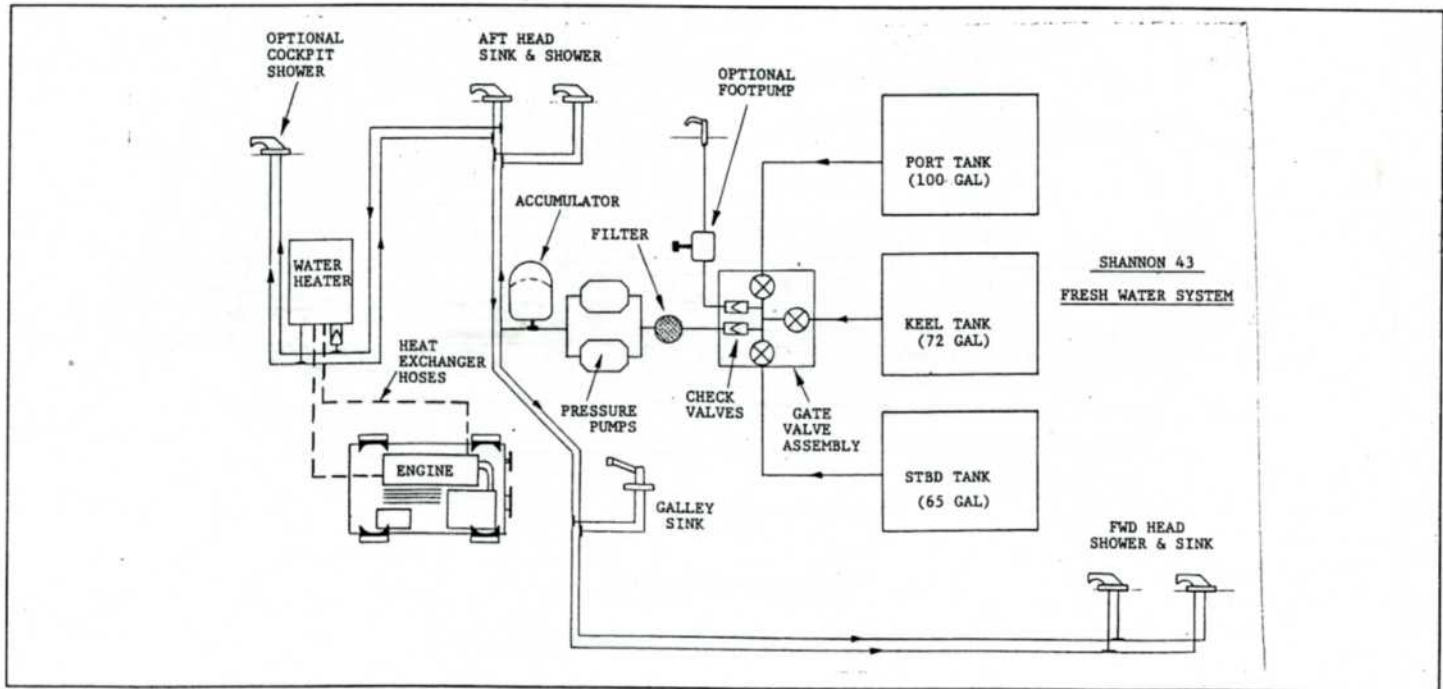 OPTIONAL
COCKPIT
SHOWER
AFT HEAD
SINK & SHOWER
OPTIONAL
FOOTPUMP
PORT TANK
(100 GAL)
ACCUMULATOR
FILTER
WATER
HEATER
SHANNON 43
FRESH WATER SYSTEM
KEEL TANK
(72 GAL)
HEAT
EXCHANGER
HOSES
PRESSURE
PUMPS
CHECK
VALVES
GATE
VALVE
ASSEMBLY
ENGINE
STBD TANK
(65 GAL)
GALLEY
SINK
FWD HEAD
SHOWER & SINK